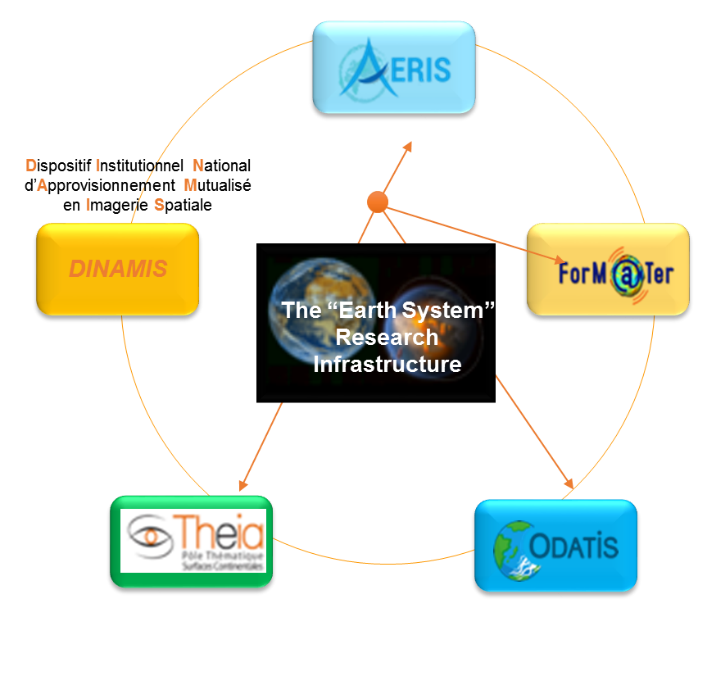 AERIS
Dispositif Institutionnel National
d'Approvisionnement Mutualisé
en Imagerie Spatiale
DINAMIS
ForM@Ter
The “Earth System”
Research
Infrastructure
Theia
Pôle Thématique
Surfaces Continentales
ODATIS